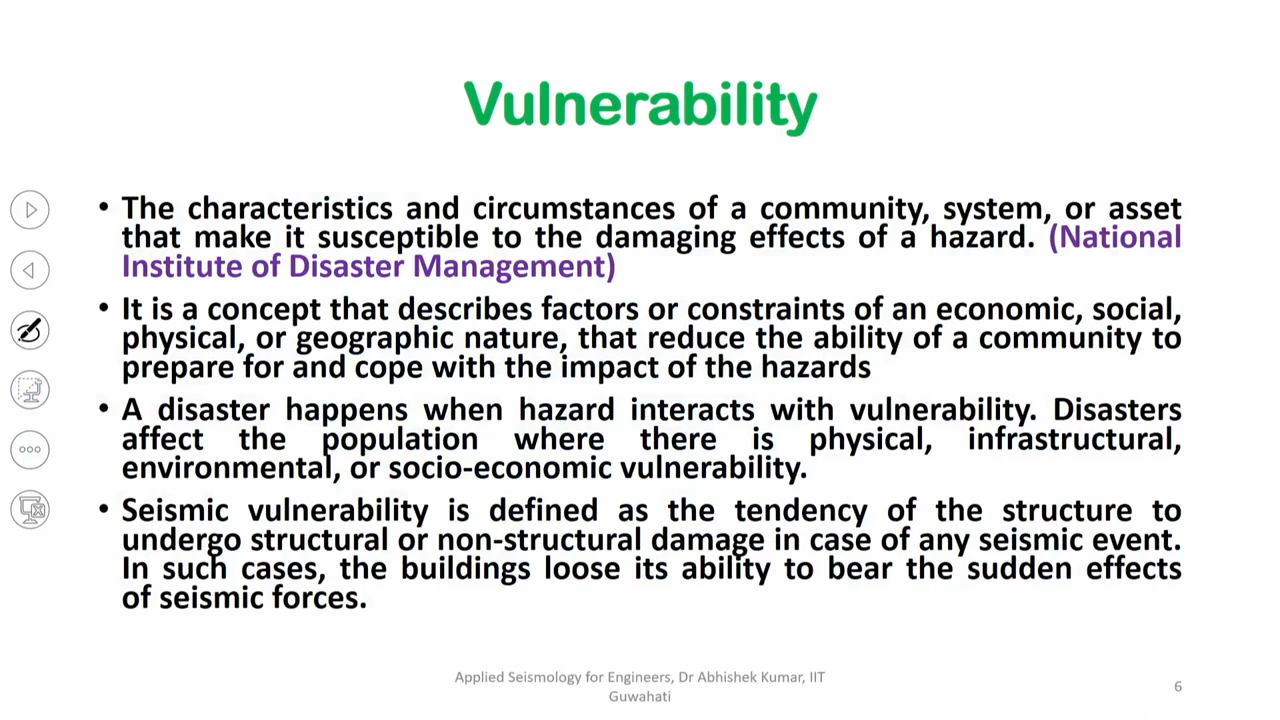 Vulnerability
• The characteristics and circumstances of a community, system, or asset
that make it susceptible to the damaging effects of a hazard. (National
Institute of Disaster Management)
• It is a concept that describes factors or constraints of an economic, social,
physical, or geographic nature, that reduce the ability of a community to
prepare for and cope with the impact of the hazards
• A disaster happens when hazard interacts with vulnerability. Disasters
affect the population where there is physical, infrastructural,
environmental, or socio-economic vulnerability.
• Seismic vulnerability is defined as the tendency of the structure to
undergo structural or non-structural damage in case of any seismic event.
In such cases, the buildings loose its ability to bear the sudden effects
of seismic forces.
Applied Seismology for Engineers, Dr Abhishek Kumar, IIT
Guwahati
6